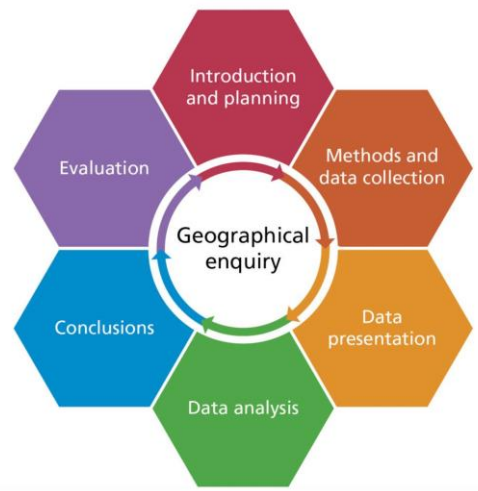 Introduction
and planning
Methods and
data collection
Data
presentation
Data analysis
Conclusions
Evaluation
Geographical
enquiry